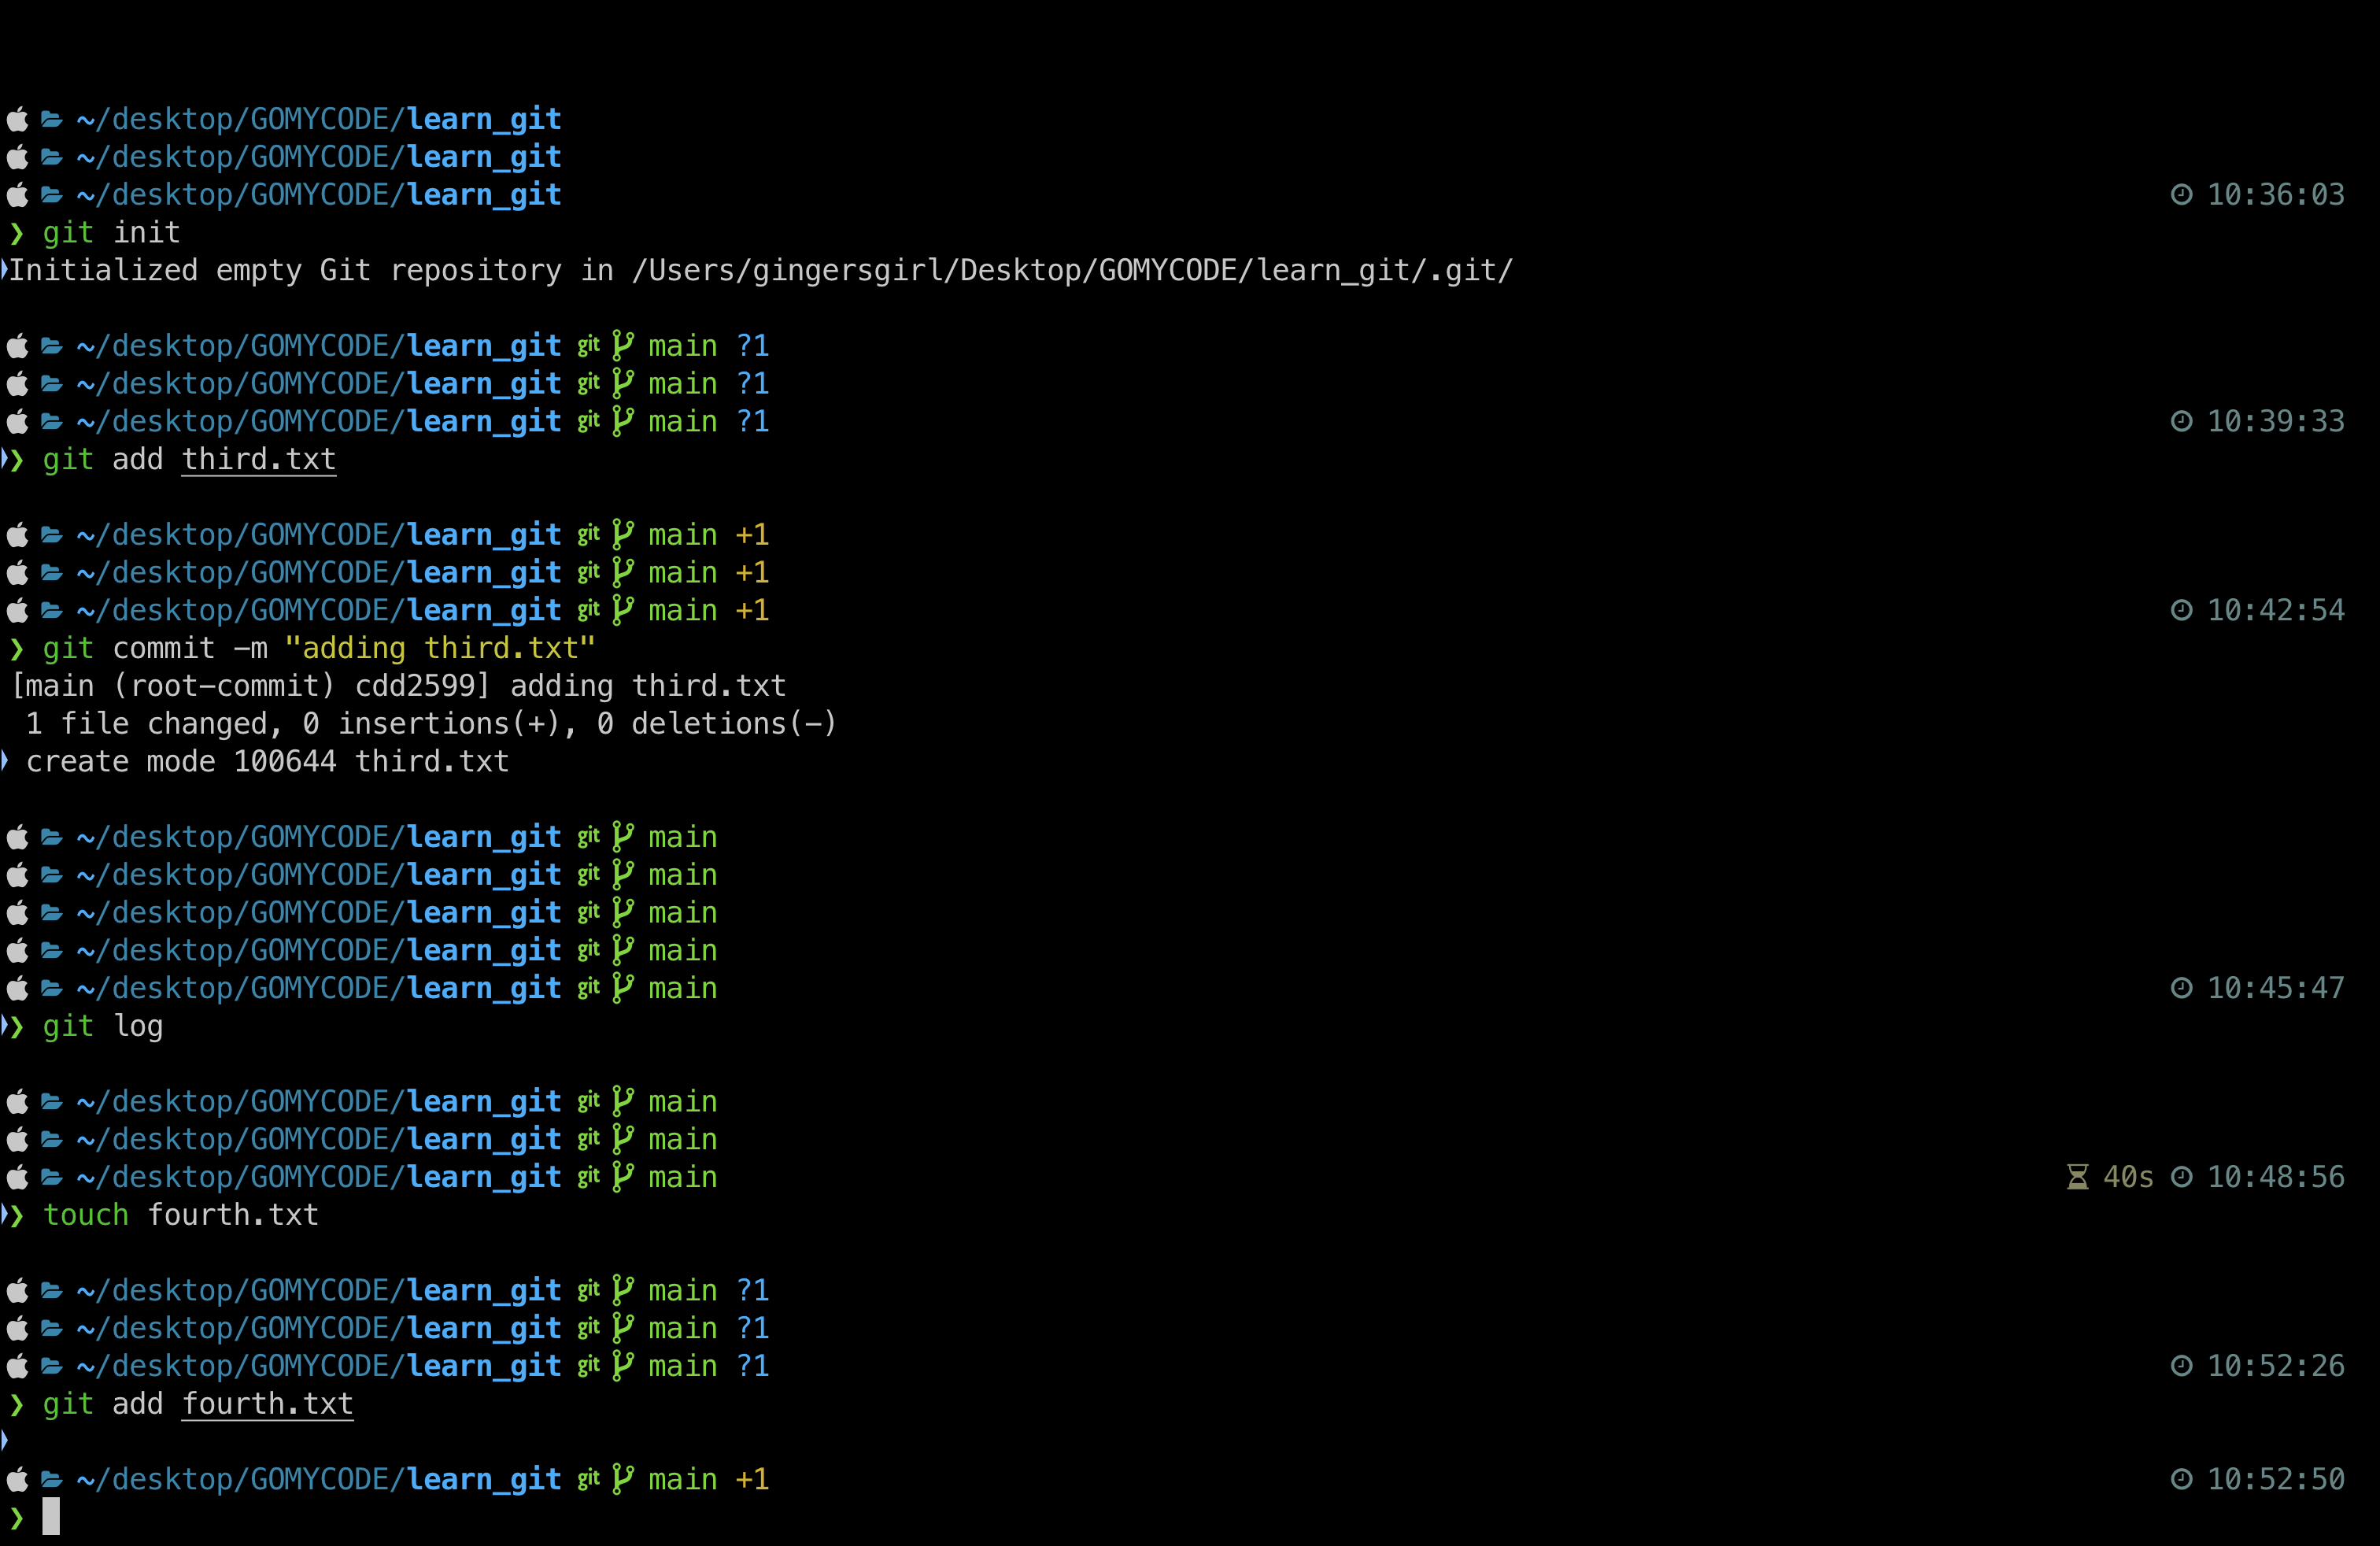 ~/desktop/GOMYCODE/learn_git
~/desktop/GOMYCODE/learn_git
~/desktop/GOMYCODE/learn_git 10:36:03
❯ git init
Initialized empty Git repository in /Users/gingersgirl/Desktop/GOMYCODE/learn_git/.git/
~/desktop/GOMYCODE/learn_git git main ?1
~/desktop/GOMYCODE/learn_git git main ?1
~/desktop/GOMYCODE/learn_git git main ?1 10:39:33
❯ git add third.txt
~/desktop/GOMYCODE/learn_git git main +1
~/desktop/GOMYCODE/learn_git git main +1
~/desktop/GOMYCODE/learn_git git main +1 10:42:54
❯ git commit -m "adding third.txt"
[main (root-commit) cdd2599] adding third.txt
1 file changed, 0 insertions(+), 0 deletions(-)
create mode 100644 third.txt
~/desktop/GOMYCODE/learn_git git main
~/desktop/GOMYCODE/learn_git git main
~/desktop/GOMYCODE/learn_git git main
~/desktop/GOMYCODE/learn_git git main
~/desktop/GOMYCODE/learn_git git main 10:45:47
❯ git log
~/desktop/GOMYCODE/learn_git git main
~/desktop/GOMYCODE/learn_git git main
~/desktop/GOMYCODE/learn_git git main 40s 10:48:56
❯ touch fourth.txt
~/desktop/GOMYCODE/learn_git git main ?1
~/desktop/GOMYCODE/learn_git git main ?1
~/desktop/GOMYCODE/learn_git git main ?1 10:52:26
❯ git add fourth.txt
~/desktop/GOMYCODE/learn_git git main +1 10:52:50
❯